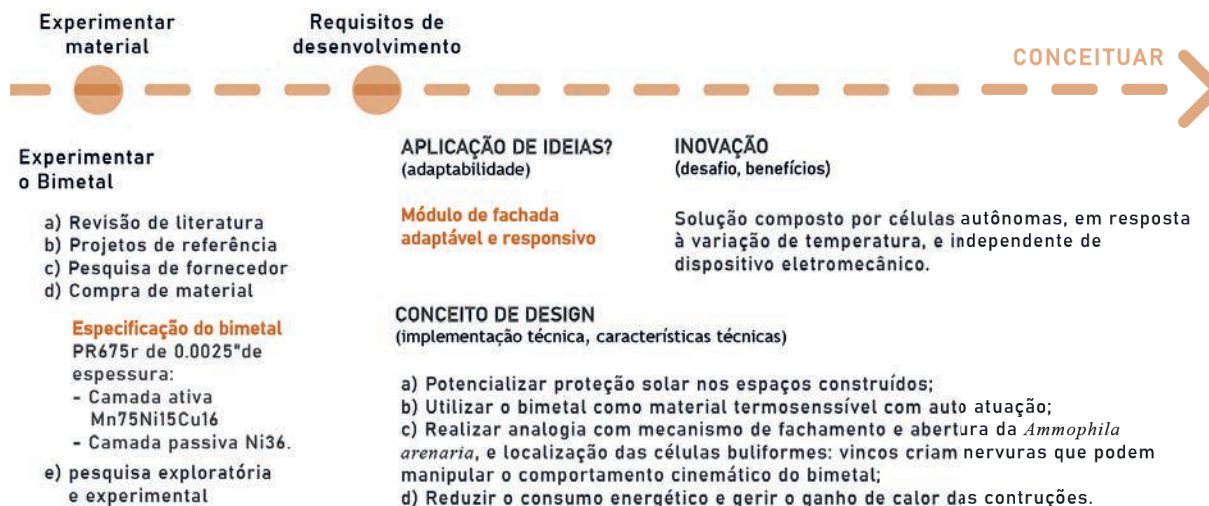 Experimentar
material
Requisitos de
desenvolvimento
CONCEITUAR
Experimentar
o Bimetal
a) Revisão de literatura
b) Projetos de referência
c) Pesquisa de fornecedor
d) Compra de material
Especificação do bimetal
PR675r de 0.0025"de
espessura:
- Camada ativa
Mn75Ni15Cu16
- Camada passiva Ni36.
e) pesquisa exploratória
e experimental
APLICAÇÃO DE IDEIAS?
(adaptabilidade)
Módulo de fachada
adaptável e responsivo
INOVAÇÃO
(desafio, benefícios)
Solução composto por células autônomas, em resposta
à variação de temperatura, e independente de
dispositivo eletromecânico.
CONCEITO DE DESIGN
(implementação técnica, características técnicas)
a) Potencializar proteção solar nos espaços construídos;
b) Utilizar o bimetal como material termosenssível com auto atuação;
c) Realizar analogia com mecanismo de fachamento e abertura da Ammophila
arenaria, e localização das células buliformes: vincos criam nervuras que podem
manipular o comportamento cinemático do bimetal;
d) Reduzir o consumo energético e gerir o ganho de calor das contruções.